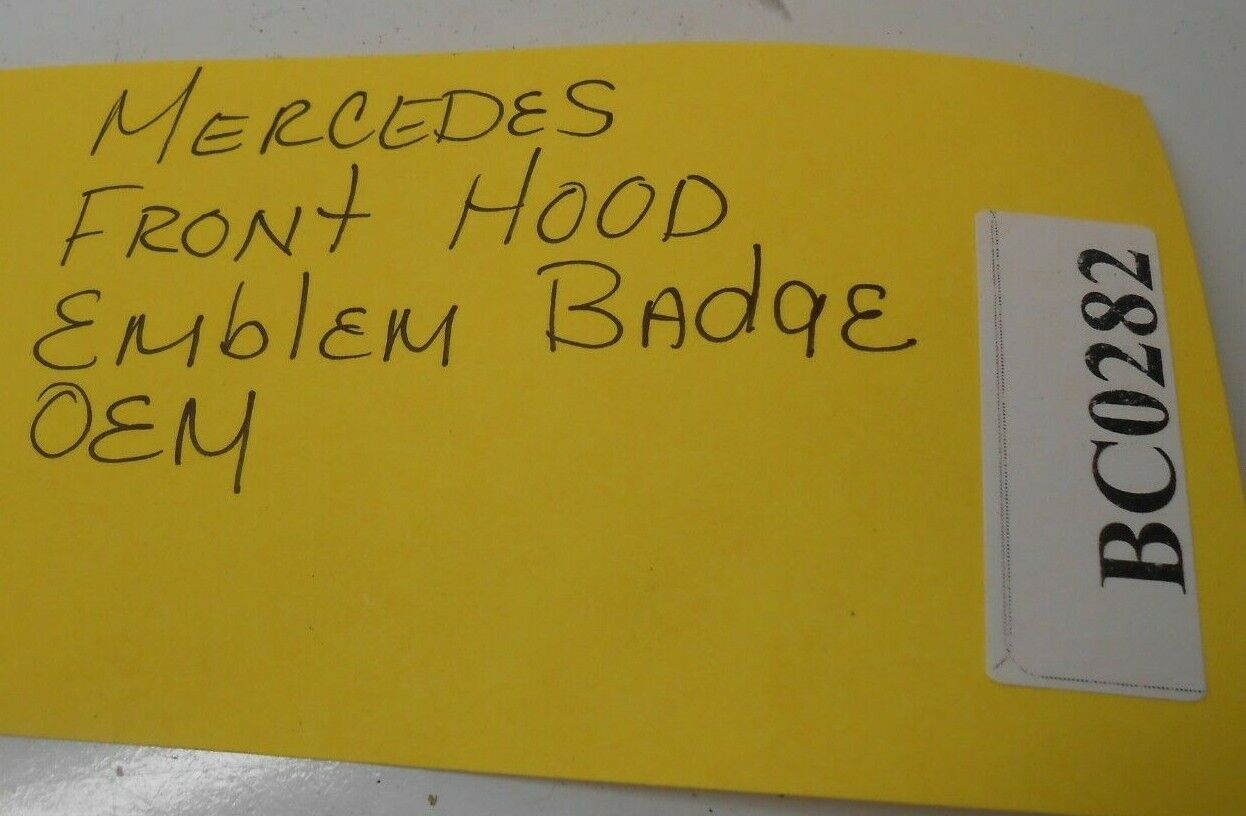 MERCEDES
FRONt HOOD
EmblEM BAdgE
OEM
BC0282